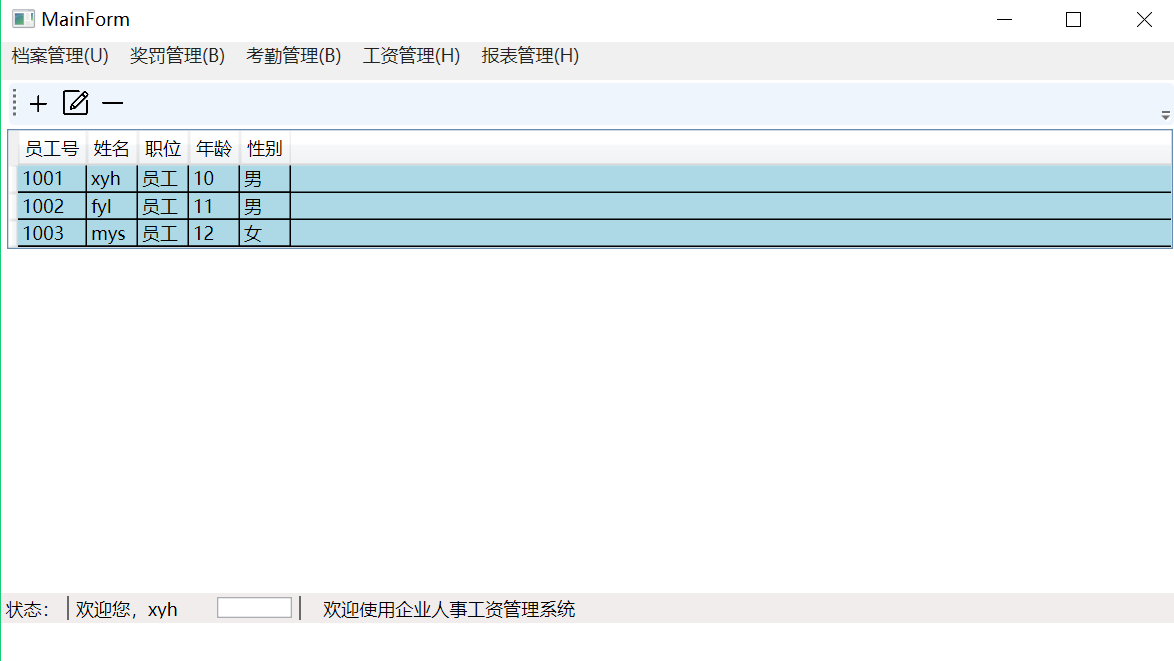 MainForm
档案管理(U) 奖罚管理(B) 考勤管理(B) 工资管理(H) 报表管理(H)
员工号 姓名 职位 年龄 性别
1001 xyh 员工 10 男
1002 fyl 员工 11 男
1003 mys 员工 12 女
状态： 欢迎您，xyh 欢迎使用企业人事工资管理系统